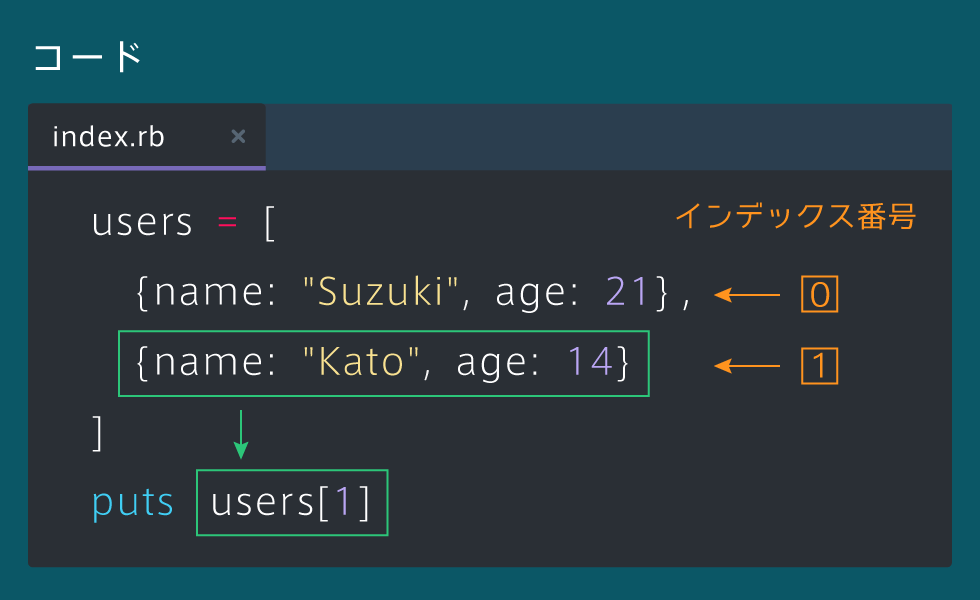 コード
index.rb ×
users = [ インデックス番号
{name: "Suzuki", age: 21}, 0
{name: "Kato", age: 14} 1
]
puts users[1]